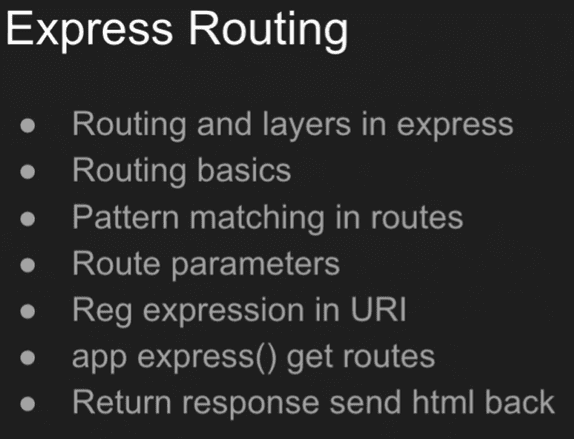 Express Routing
● Routing and layers in express
● Routing basics
● Pattern matching in routes
● Route parameters
● Reg expression in URI
● app express() get routes
● Return response send html back